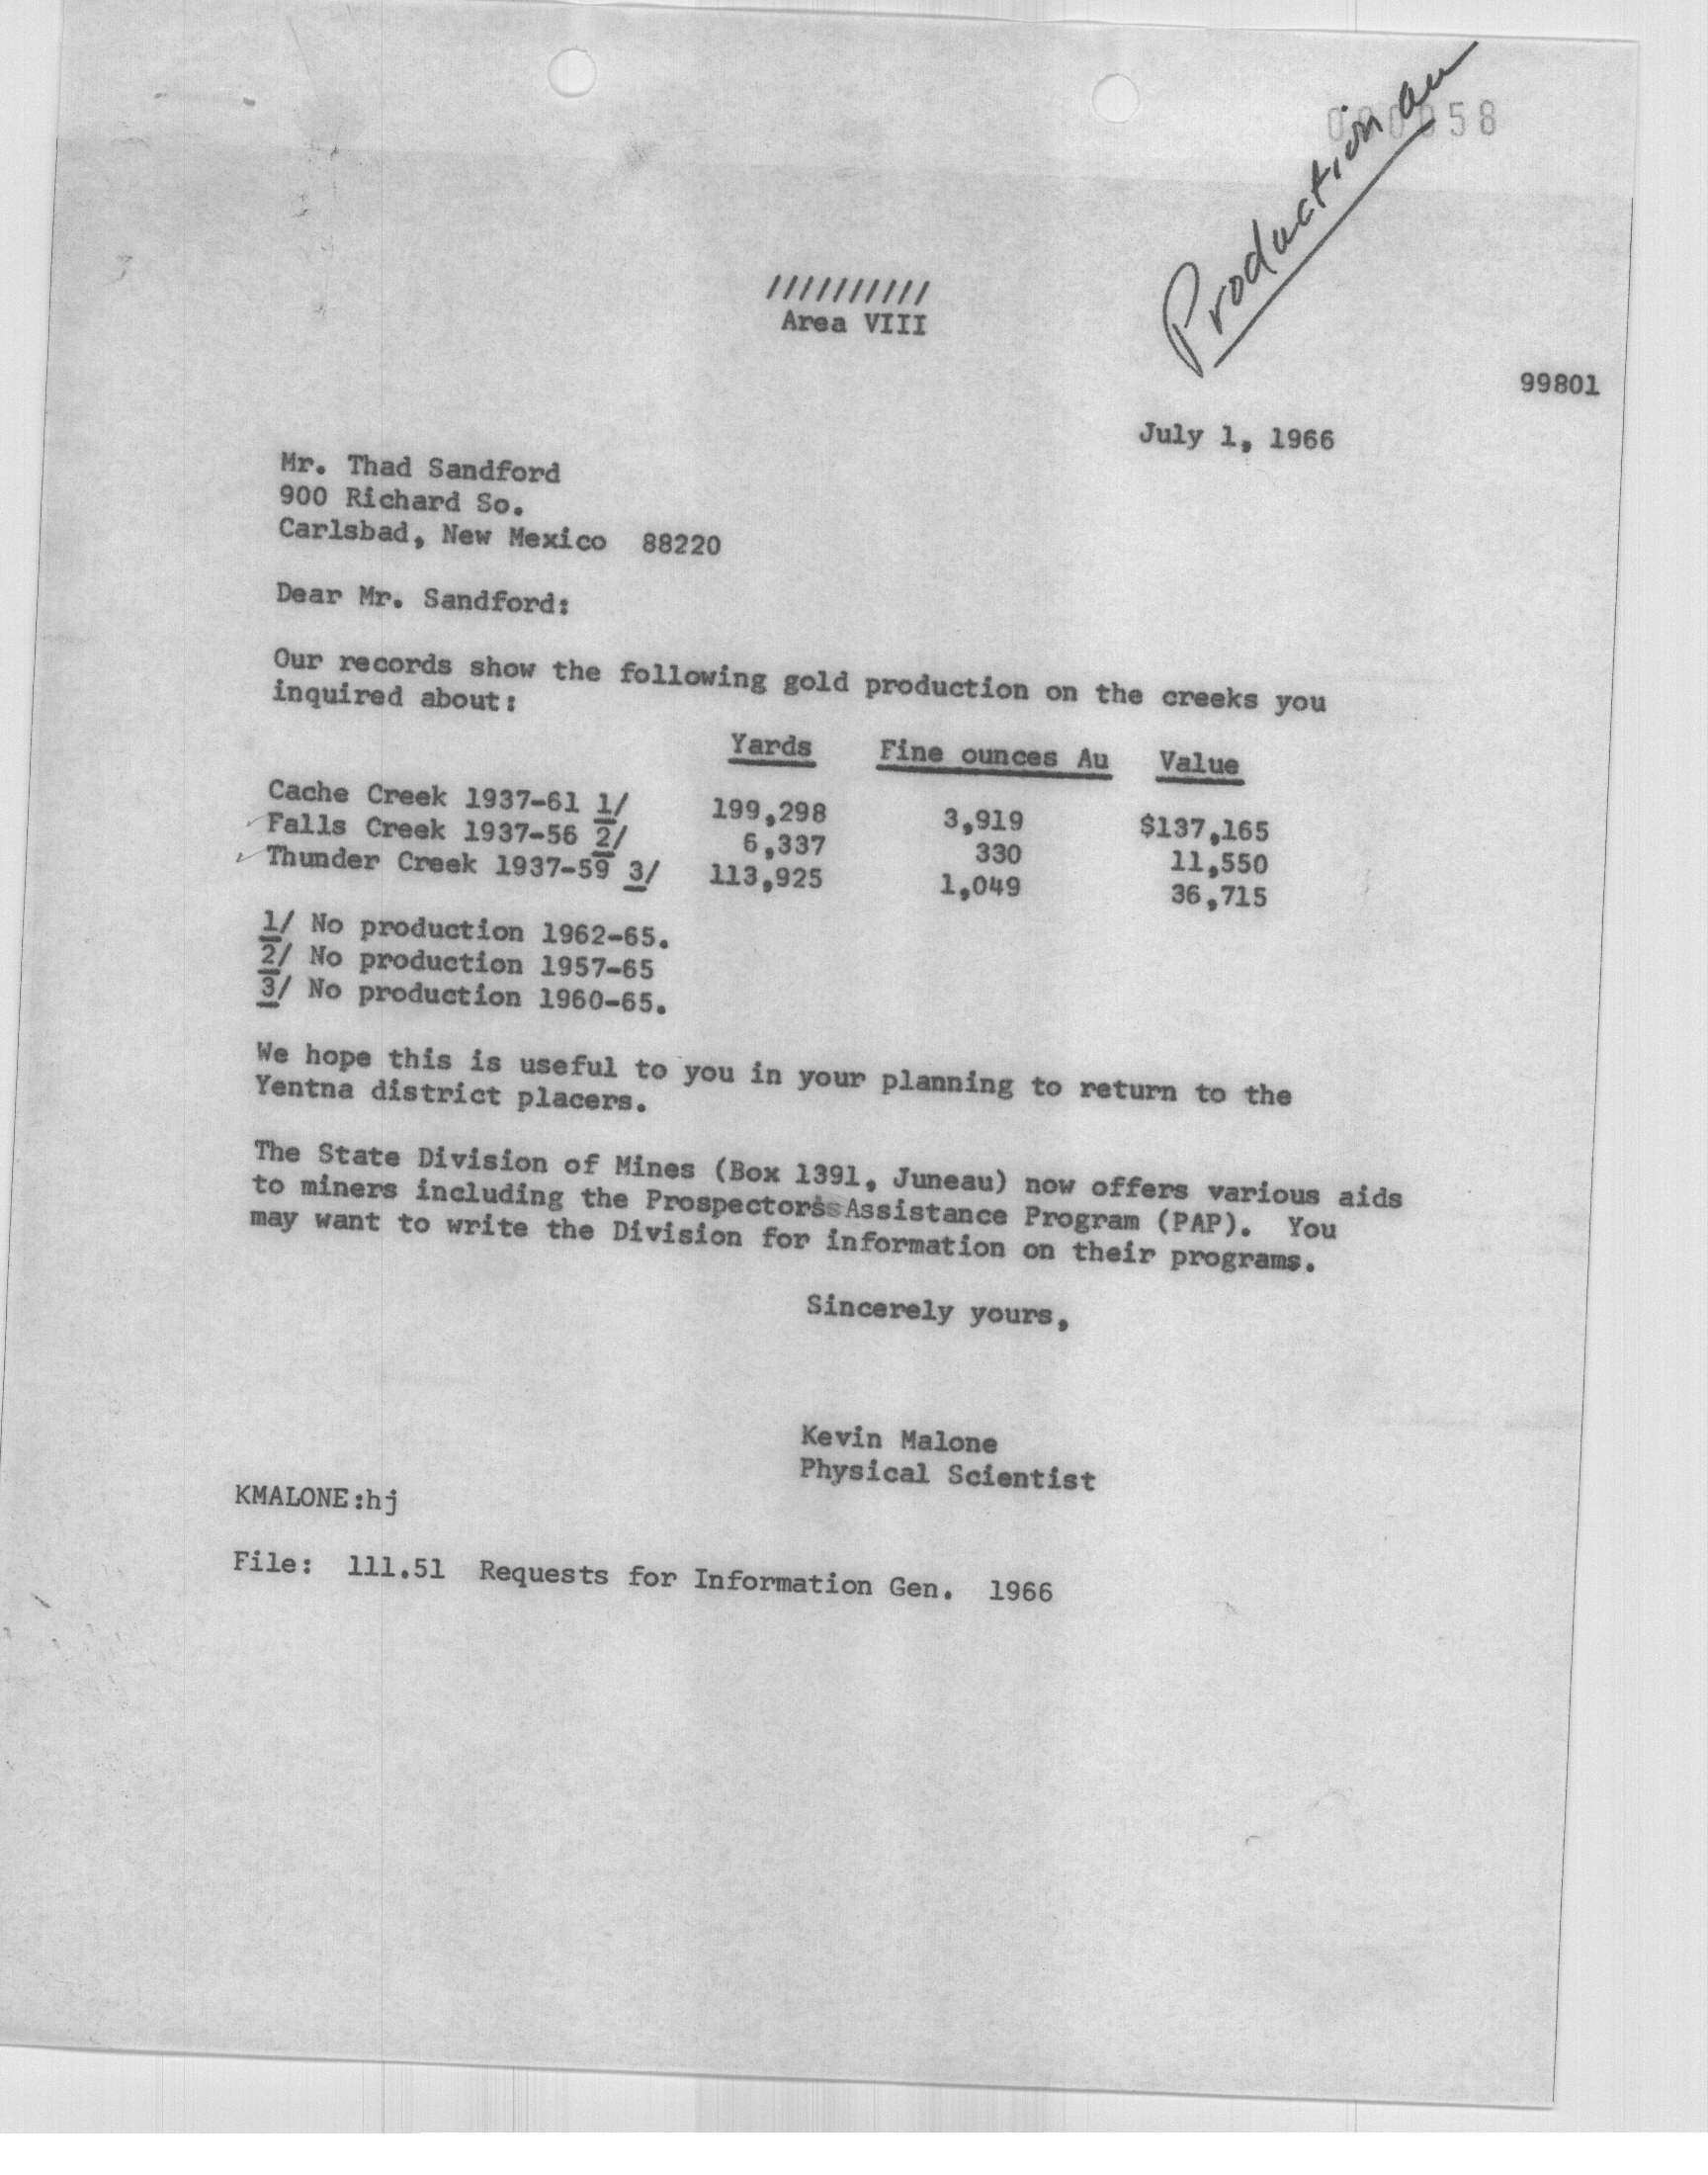 Production au
000058
//////////
Area VIII
99801
July 1, 1966
Mr. Thad Sandford
900 Richard So.
Carlsbad, New Mexico 88220
Dear Mr. Sandford:
Our records show the following gold production on the creeks you
inquired about:
Yards Fine ounces Au Value
Cache Creek 1937-61 1/ 199,298 3,919 $137,165
Falls Creek 1937-56 2/ 6,337 330 11,550
Thunder Creek 1937-59 3/ 113,925 1,049 36,715
1/ No production 1962-65.
2/ No production 1957-65
3/ No production 1960-65.
We hope this is useful to you in your planning to return to the
Yentna district placers.
The State Division of Mines (Box 1391, Juneau) now offers various aids
to miners including the Prospectors Assistance Program (PAP). You
may want to write the Division for information on their programs.
Sincerely yours,
Kevin Malone
Physical Scientist
KMALONE:hj
File: 111.51 Requests for Information Gen. 1966